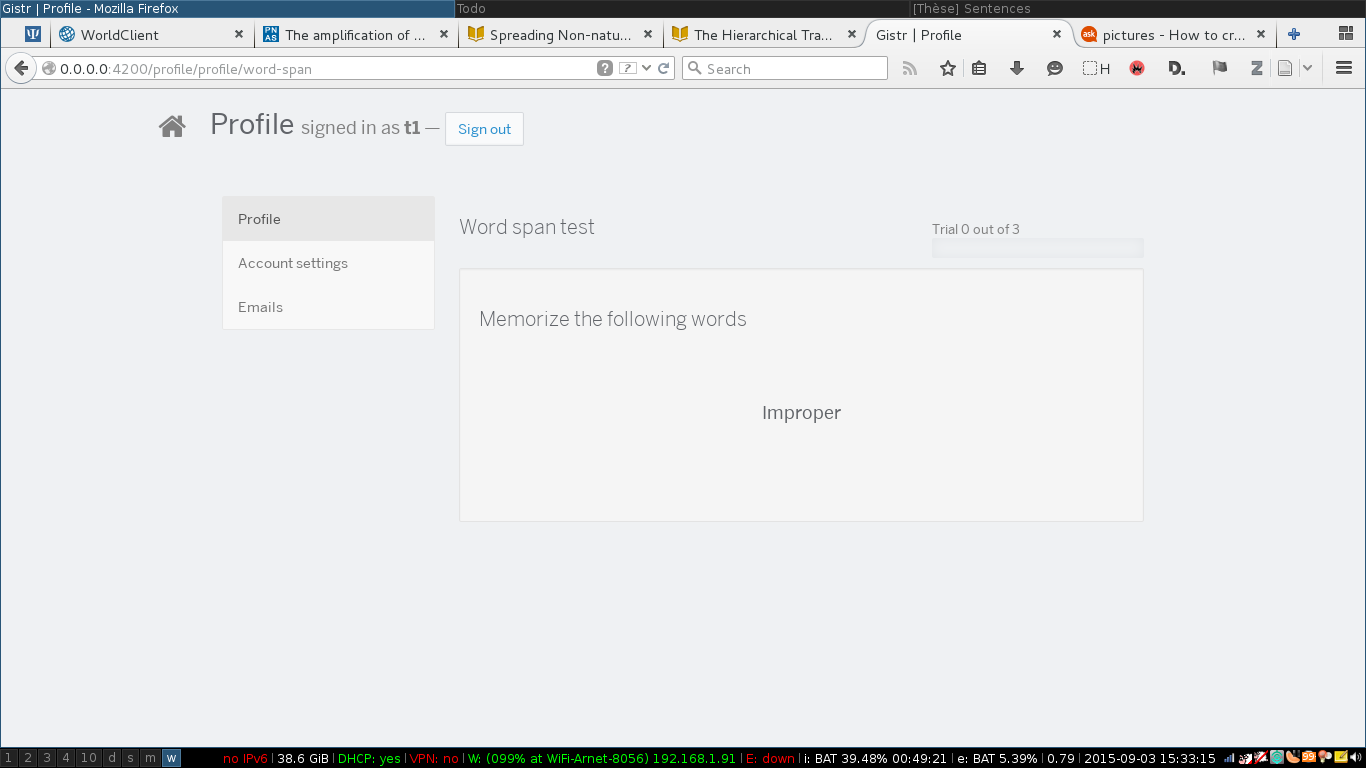 Gistr | Profile - Mozilla Firefox Todo [Thèse] Sentences
WorldClient The amplification of ... Spreading Non-natu... The Hierarchical Tra... Gistr | Profile pictures - How to cr...
0.0.0.0:4200/profile/profile/word-span Search
Profile signed in as t1 — Sign out
Profile
Account settings
Emails
Word span test
Trial 0 out of 3
Memorize the following words
Improper
1 2 3 4 10 d s m w no IPv6 | 38.6 GiB | DHCP: yes | VPN: no | W: (099% at WiFi-Arnet-8056) 192.168.1.91 | E: down | i: BAT 39.48% 00:49:21 | e: BAT 5.39% | 0.79 | 2015-09-03 15:33:15